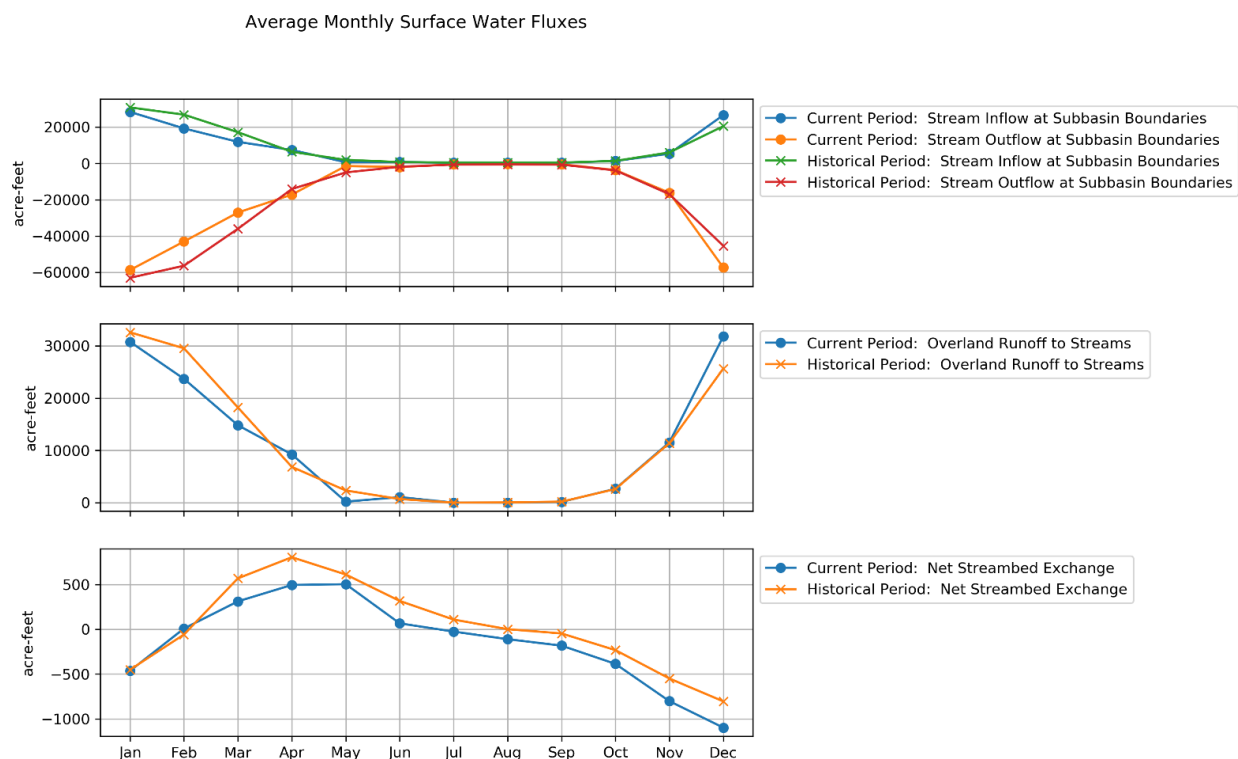 Average Monthly Surface Water Fluxes
20000
0
−20000
−40000
−60000
acre-feet
Current Period:  Stream Inflow at Subbasin Boundaries
Current Period:  Stream Outflow at Subbasin Boundaries
Historical Period:  Stream Inflow at Subbasin Boundaries
Historical Period:  Stream Outflow at Subbasin Boundaries
30000
20000
10000
0
acre-feet
Current Period:  Overland Runoff to Streams
Historical Period:  Overland Runoff to Streams
500
0
−500
−1000
acre-feet
Current Period:  Net Streambed Exchange
Historical Period:  Net Streambed Exchange
Jan Feb Mar Apr May Jun Jul Aug Sep Oct Nov Dec